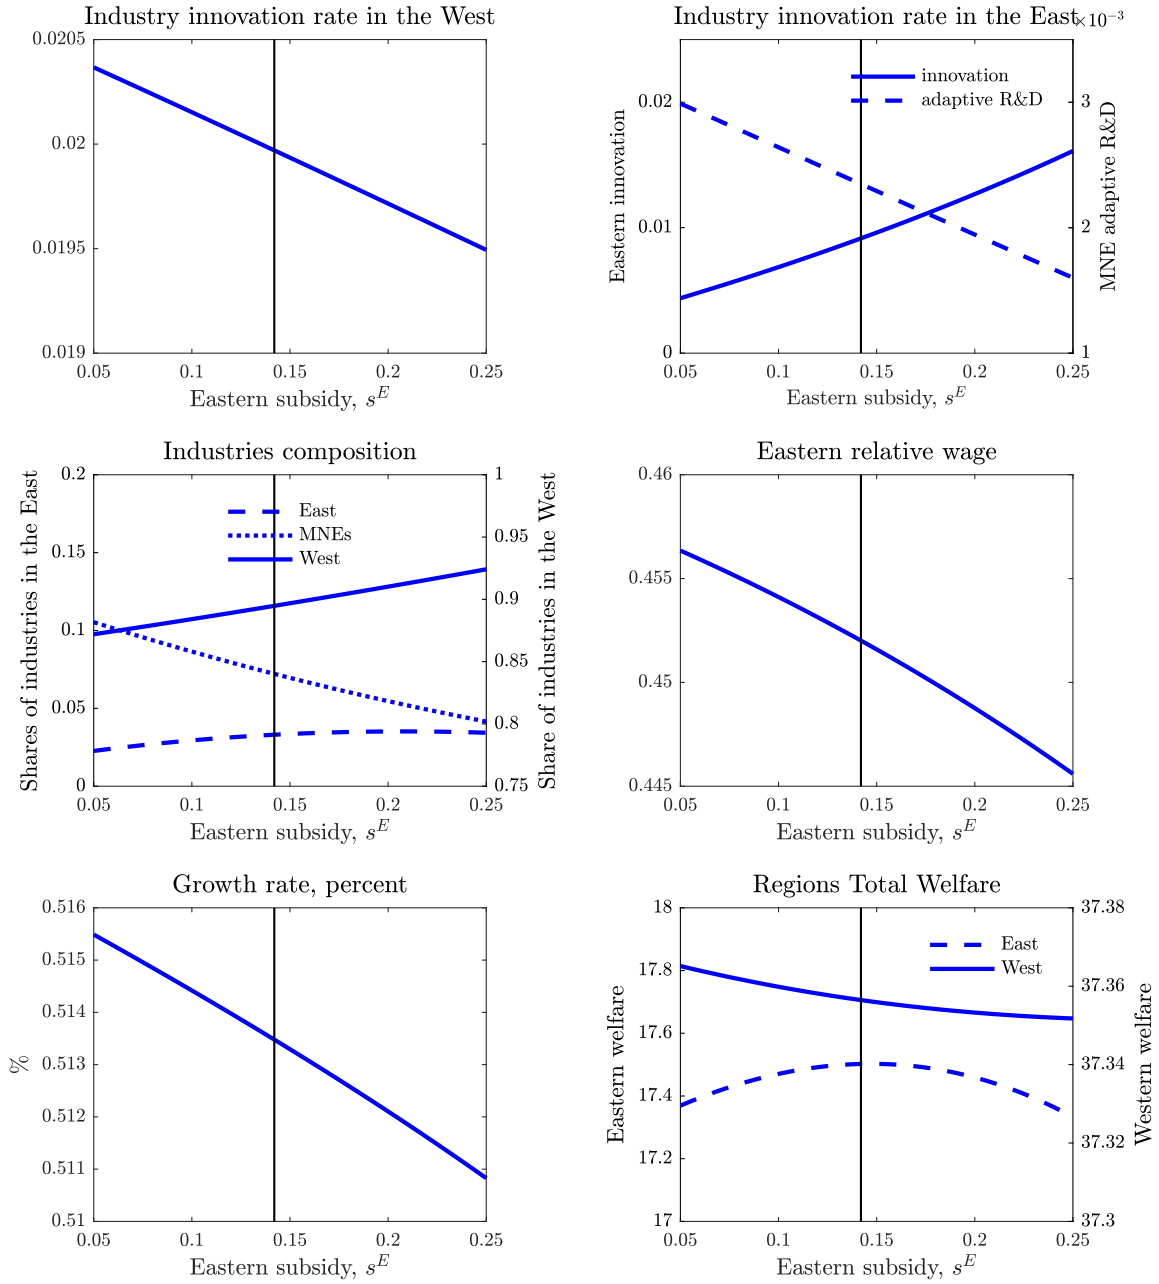 Industry innovation rate in the West
0.0205
0.02
0.0195
0.019
0.05 0.1 0.15 0.2 0.25
Eastern subsidy, s^E
Industry innovation rate in the East
×10^−3
innovation
adaptive R&D
Eastern innovation
0.02
0.01
0
MNE adaptive R&D
3
2
1
0.05 0.1 0.15 0.2 0.25
Eastern subsidy, s^E
Industries composition
Shares of industries in the East
0.2
0.15
0.1
0.05
0
East
MNEs
West
Share of industries in the West
1
0.95
0.9
0.85
0.8
0.75
0.05 0.1 0.15 0.2 0.25
Eastern subsidy, s^E
Eastern relative wage
0.46
0.455
0.45
0.445
0.05 0.1 0.15 0.2 0.25
Eastern subsidy, s^E
Growth rate, percent
%
0.516
0.515
0.514
0.513
0.512
0.511
0.51
0.05 0.1 0.15 0.2 0.25
Eastern subsidy, s^E
Regions Total Welfare
Eastern welfare
18
17.8
17.6
17.4
17.2
17
East
West
Western welfare
37.38
37.36
37.34
37.32
37.3
0.05 0.1 0.15 0.2 0.25
Eastern subsidy, s^E